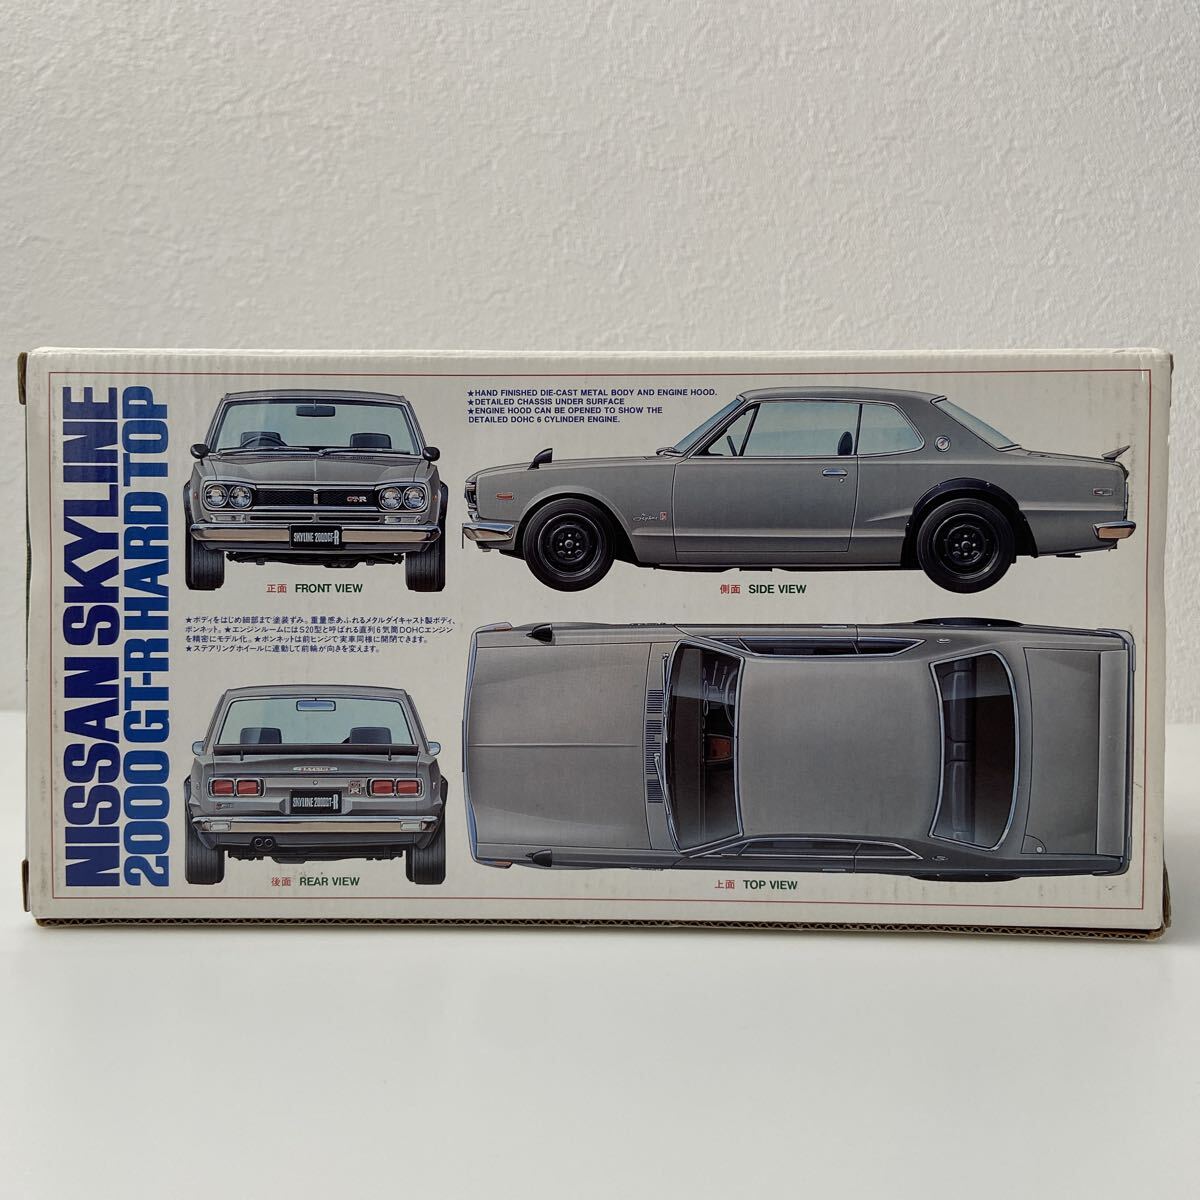 NISSAN SKYLINE
2000GT-R HARD TOP
GT-R
SKYLINE 2000GT-R
正面 FRONT VIEW
★HAND FINISHED DIE-CAST METAL BODY AND ENGINE HOOD.
★DETAILED CHASSIS UNDER SURFACE
★ENGINE HOOD CAN BE OPENED TO SHOW THE
DETAILED DOHC 6 CYLINDER ENGINE.
Skyline
側面 SIDE VIEW
★ボディをはじめ細部まで塗装ずみ。重量感あふれるメタルダイキャスト製ボディ、
ボンネット。★エンジンルームにはS20型と呼ばれる直列6気筒DOHCエンジン
を精密にモデル化。★ボンネットは前ヒンジで実車同様に開閉できます。
★ステアリングホイールに連動して前輪が向きを変えます。
SKYLINE
SKYLINE 2000GT-R
後面 REAR VIEW
上面 TOP VIEW